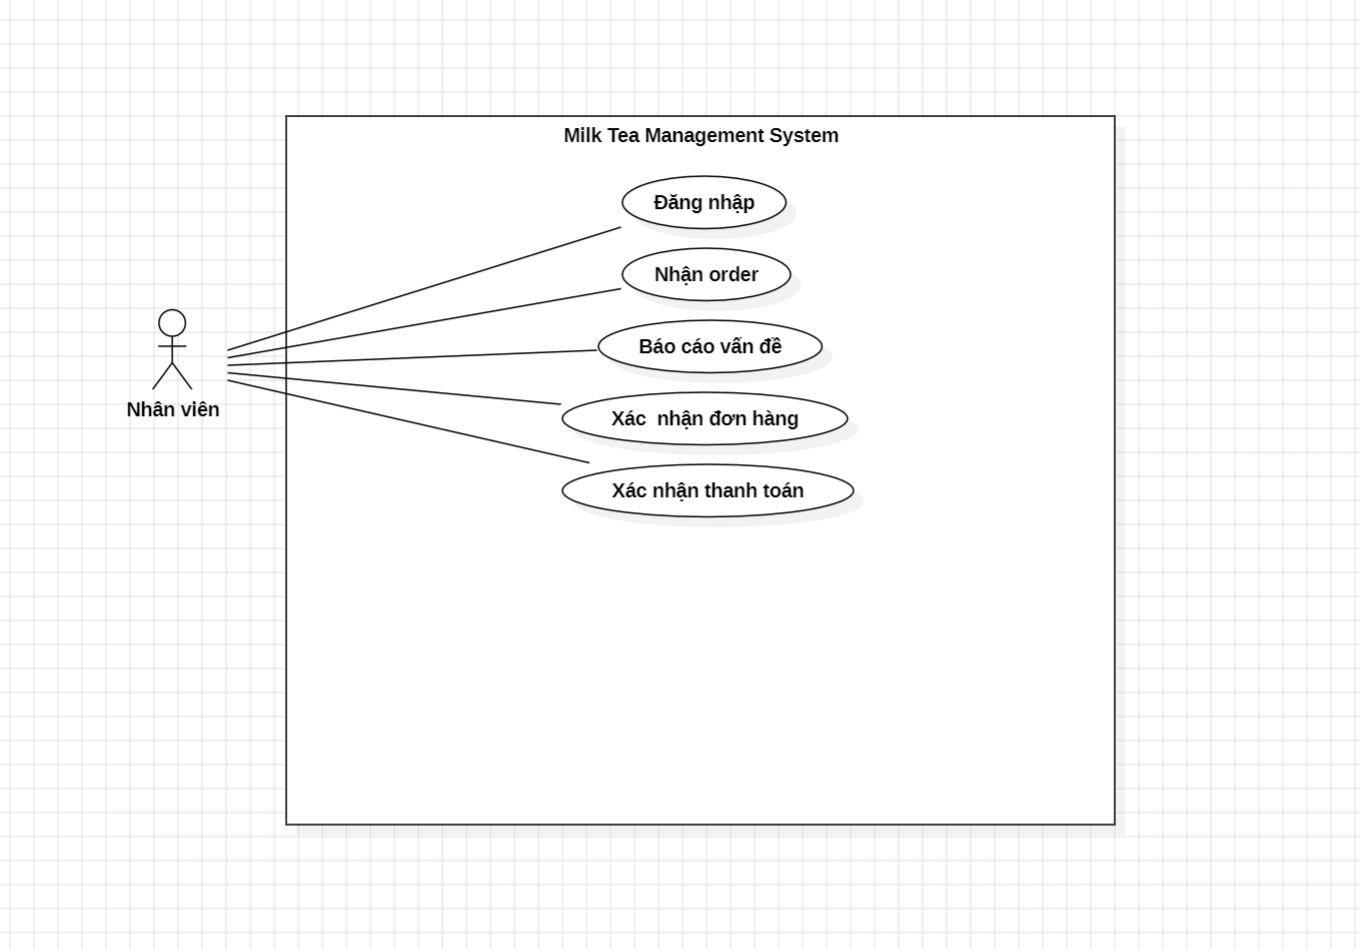 Milk Tea Management System
Đăng nhập
Nhận order
Báo cáo vấn đề
Xác  nhận đơn hàng
Xác nhận thanh toán
Nhân viên